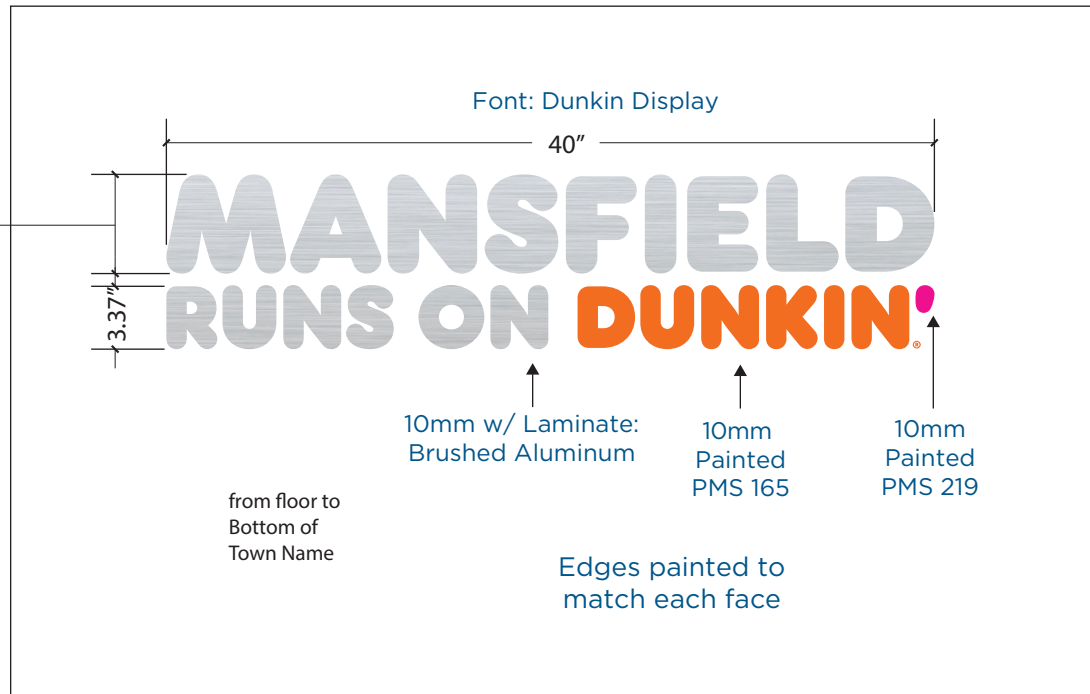 Font: Dunkin Display
40”
MANSFIELD
3.37”
RUNS ON DUNKIN’®
10mm w/ Laminate:
Brushed Aluminum
10mm
Painted
PMS 165
10mm
Painted
PMS 219
from floor to
Bottom of
Town Name
Edges painted to
match each face